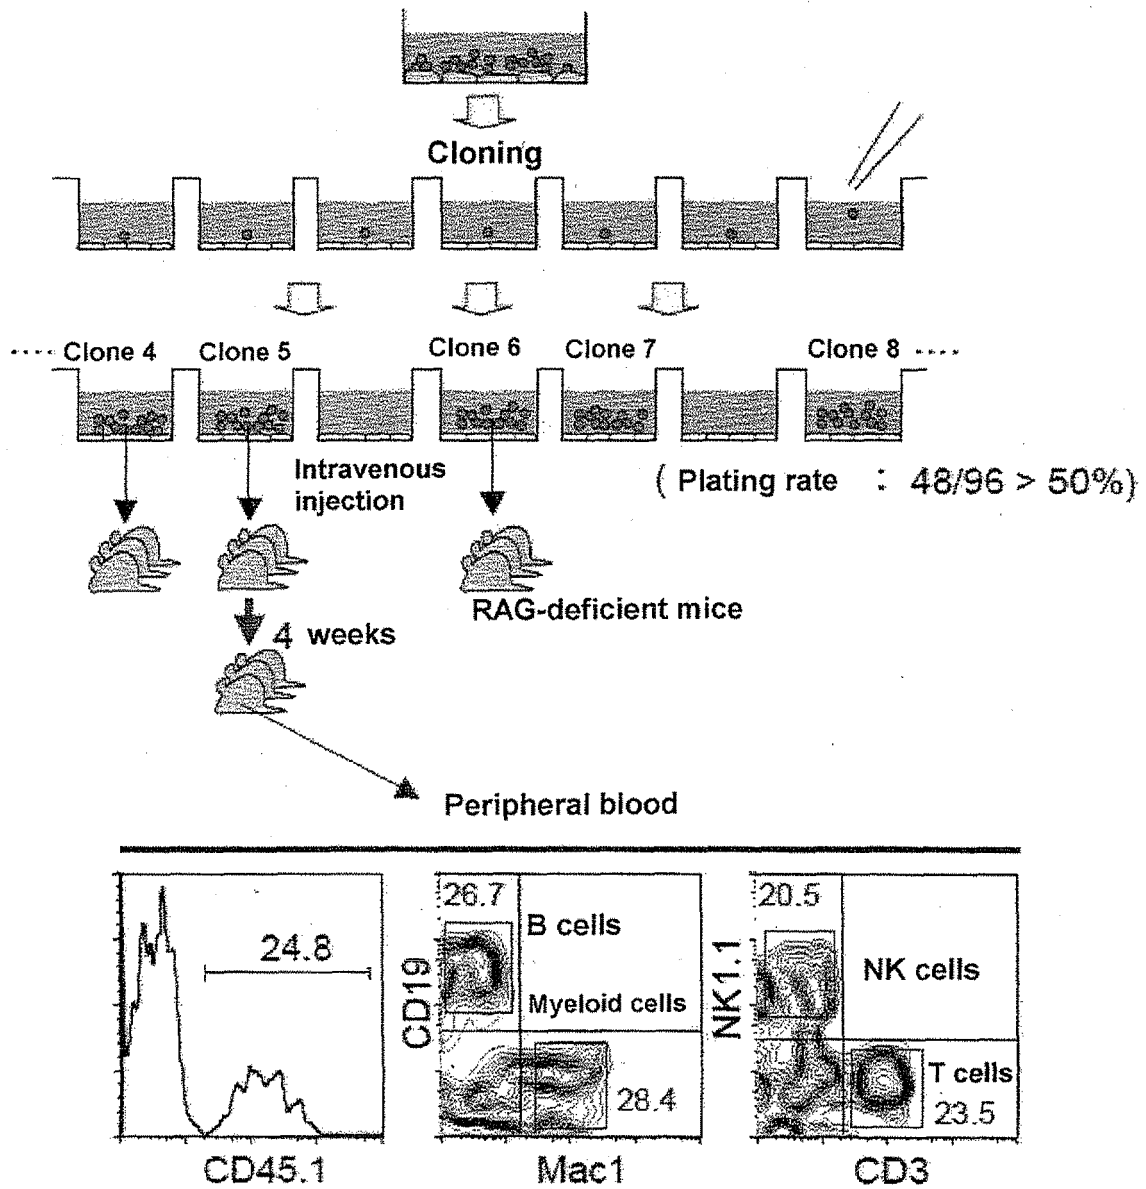 Cloning
Clone 4 Clone 5 Clone 6 Clone 7 Clone 8
Intravenous
injection
( Plating rate : 48/96 > 50%)
RAG-deficient mice
4 weeks
Peripheral blood
24.8
CD45.1
26.7
B cells
Myeloid cells
28.4
CD19
Mac1
20.5
NK cells
T cells
23.5
NK1.1
CD3